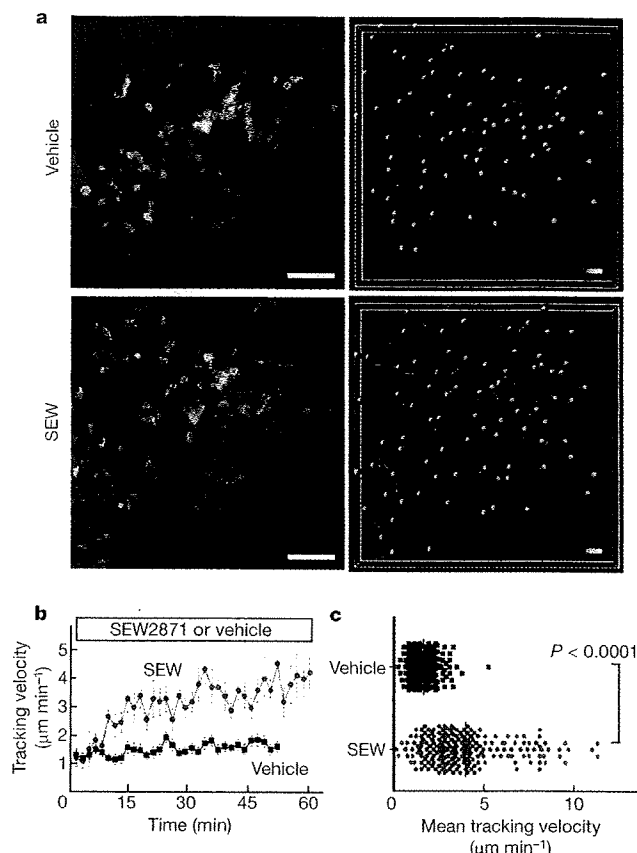 a
Vehicle
SEW
b
SEW2871 or vehicle
SEW
Vehicle
Tracking velocity
(μm min⁻¹)
5
4
3
2
1
0
15
30
45
60
Time (min)
c
P < 0.0001
Vehicle
SEW
0
5
10
Mean tracking velocity
(μm min⁻¹)